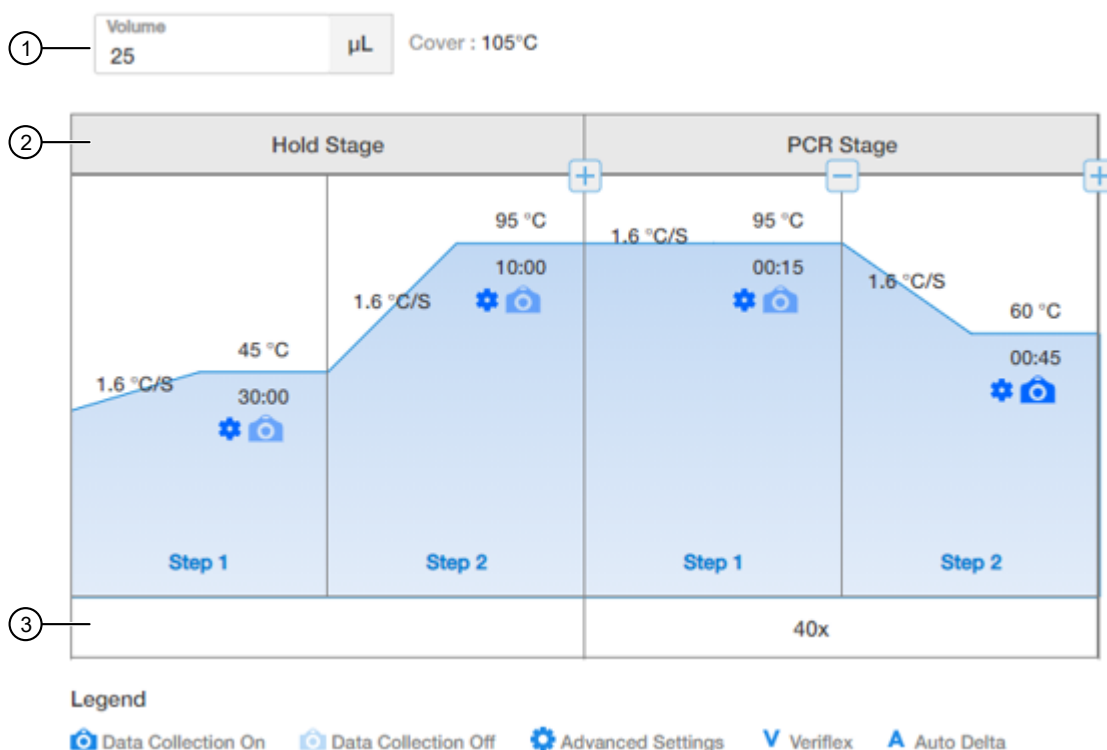 Volume
① 25 µL Cover : 105°C
② Hold Stage PCR Stage
95 °C 1.6 °C/S 95 °C
10:00 00:15 1.6 °C/S
1.6 °C/S 60 °C
45 °C 00:45
1.6 °C/S 30:00
Step 1 Step 2 Step 1 Step 2
③ 40x
Legend
Data Collection On Data Collection Off Advanced Settings V Veriflex A Auto Delta